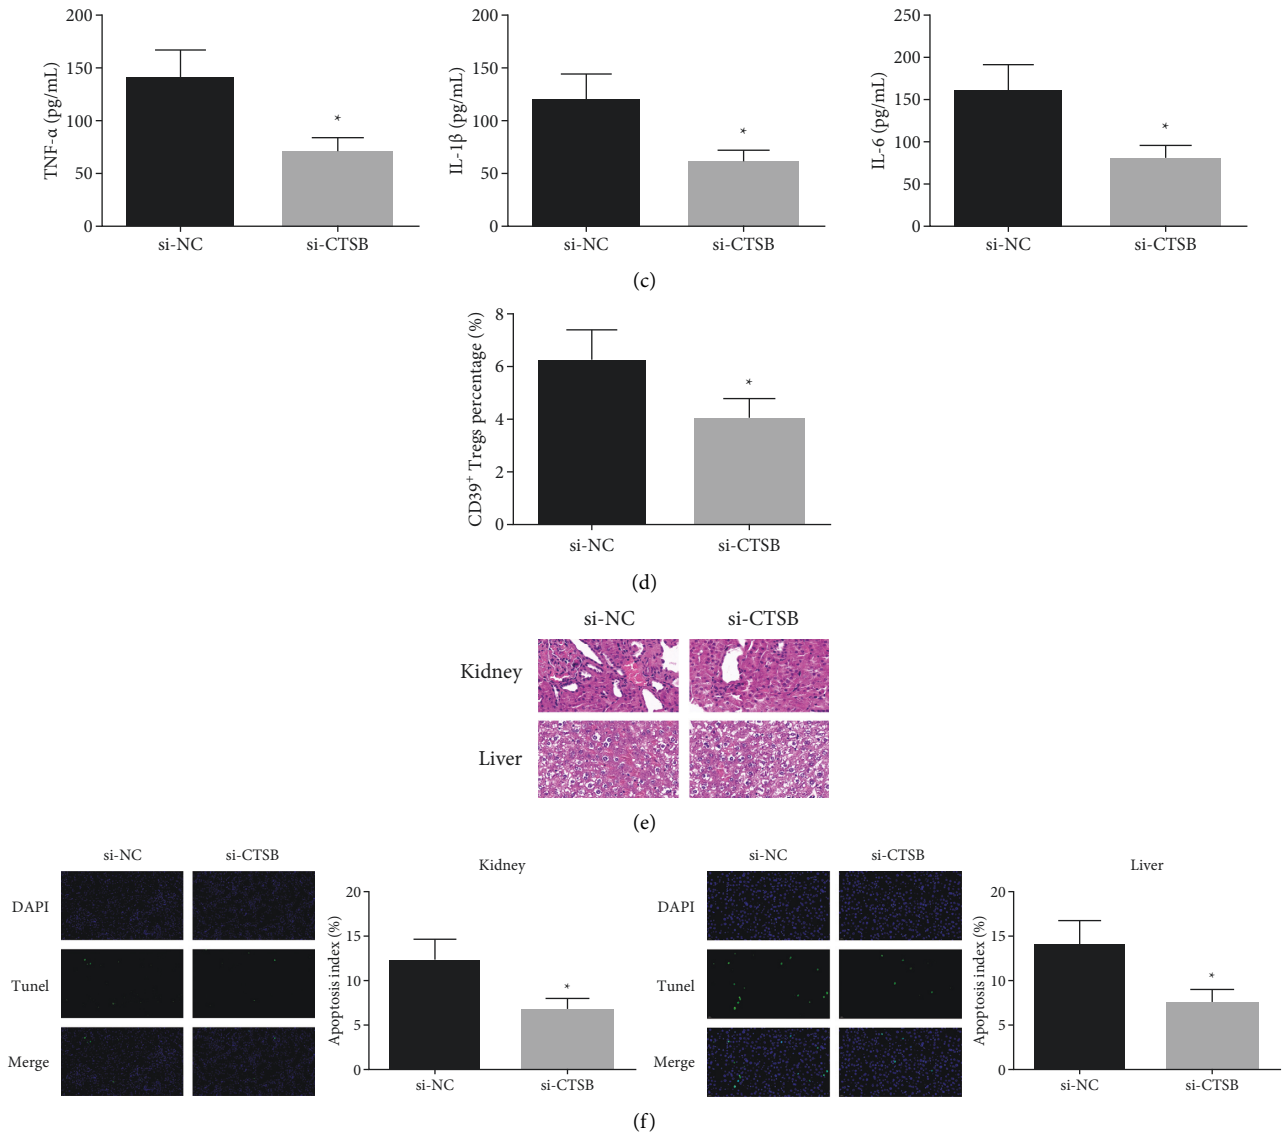 TNF-α (pg/mL)
200
150
100
50
0
si-NC
si-CTSB
*
IL-1β (pg/mL)
200
150
100
50
0
si-NC
si-CTSB
*
IL-6 (pg/mL)
250
200
150
100
50
0
si-NC
si-CTSB
*
(c)
CD39+ Tregs percentage (%)
8
6
4
2
0
si-NC
si-CTSB
*
(d)
si-NC
si-CTSB
Kidney
Liver
(e)
si-NC
si-CTSB
DAPI
Tunel
Merge
Kidney
Apoptosis index (%)
20
15
10
5
0
si-NC
si-CTSB
*
si-NC
si-CTSB
DAPI
Tunel
Merge
Liver
Apoptosis index (%)
20
15
10
5
0
si-NC
si-CTSB
*
(f)